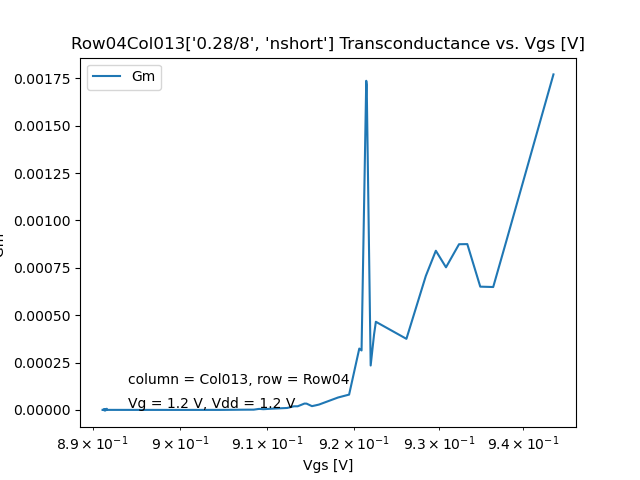 Row04Col013['0.28/8', 'nshort'] Transconductance vs. Vgs [V]
Gm
0.00175
0.00150
0.00125
0.00100
0.00075
0.00050
0.00025
0.00000
Gm
column = Col013, row = Row04
Vg = 1.2 V, Vdd = 1.2 V
8.9 × 10⁻¹ 9 × 10⁻¹ 9.1 × 10⁻¹ 9.2 × 10⁻¹ 9.3 × 10⁻¹ 9.4 × 10⁻¹
Vgs [V]